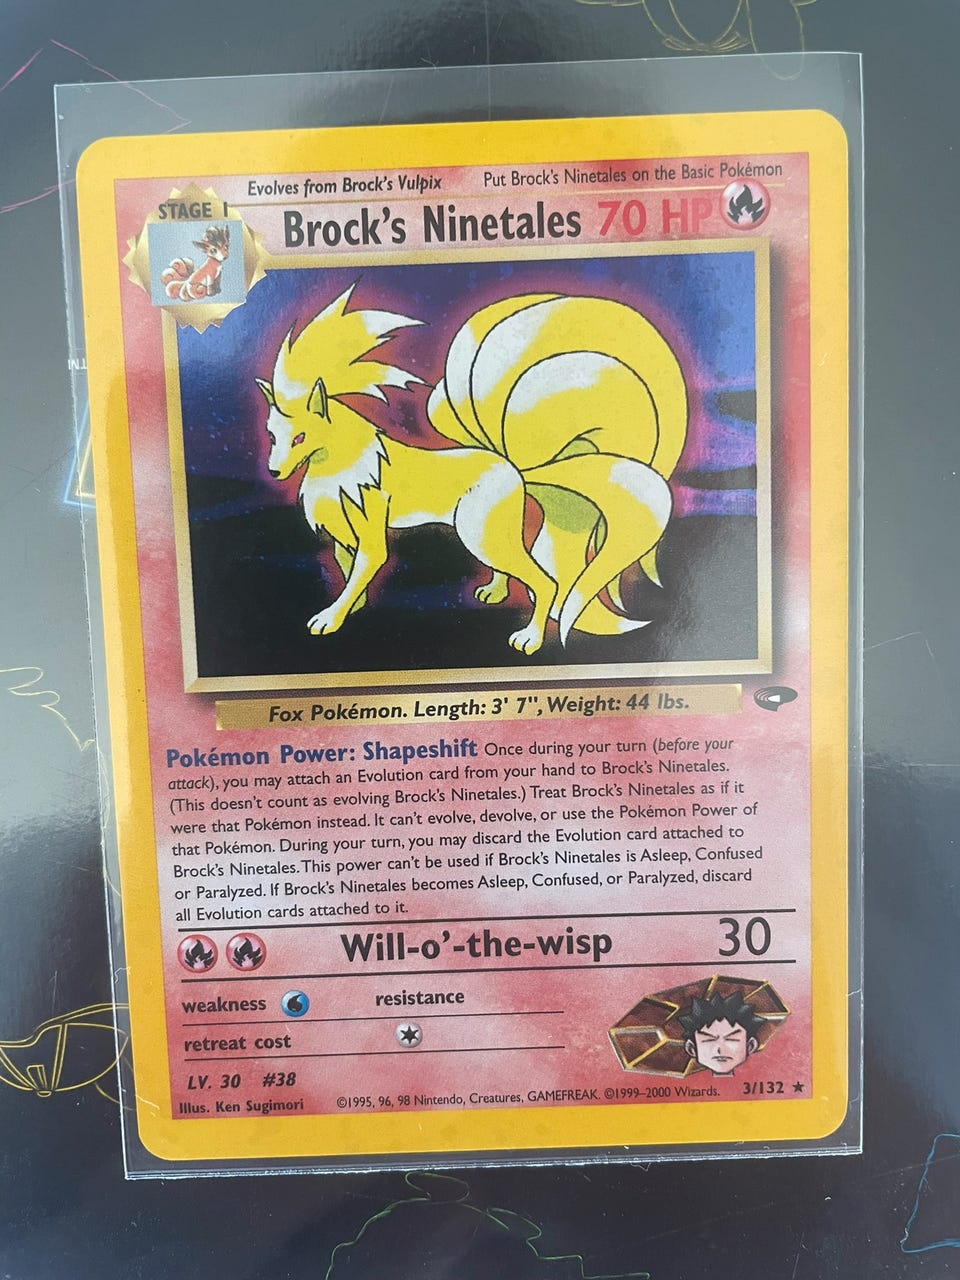 Evolves from Brock's Vulpix
Put Brock's Ninetales on the Basic Pokémon
STAGE 1
Brock's Ninetales 70 HP
TM
Fox Pokémon. Length: 3' 7", Weight: 44 lbs.
Pokémon Power: Shapeshift Once during your turn (before your
attack), you may attach an Evolution card from your hand to Brock's Ninetales.
(This doesn't count as evolving Brock's Ninetales.) Treat Brock's Ninetales as if it
were that Pokémon instead. It can't evolve, devolve, or use the Pokémon Power of
that Pokémon. During your turn, you may discard the Evolution card attached to
Brock's Ninetales. This power can't be used if Brock's Ninetales is Asleep, Confused
or Paralyzed. If Brock's Ninetales becomes Asleep, Confused, or Paralyzed, discard
all Evolution cards attached to it.
Will-o'-the-wisp 30
weakness
resistance
retreat cost
LV. 30 #38
Illus. Ken Sugimori
©1995, 96, 98 Nintendo, Creatures, GAMEFREAK. ©1999-2000 Wizards.
3/132 ★